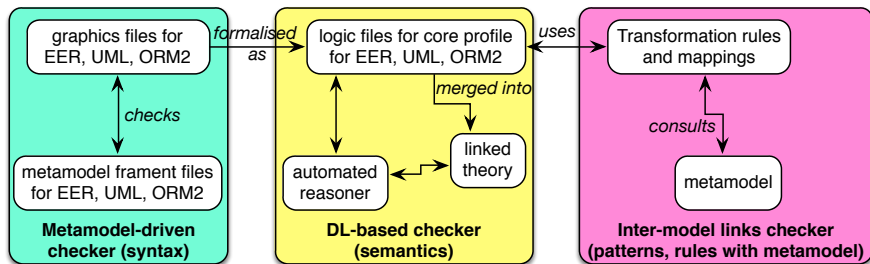 graphics files for
EER, UML, ORM2
formalised
as
logic files for core profile
for EER, UML, ORM2
uses
Transformation rules
and mappings
checks
merged into
consults
metamodel frament files
for EER, UML, ORM2
automated
reasoner
linked
theory
metamodel
Metamodel-driven
checker (syntax)
DL-based checker
(semantics)
Inter-model links checker
(patterns, rules with metamodel)